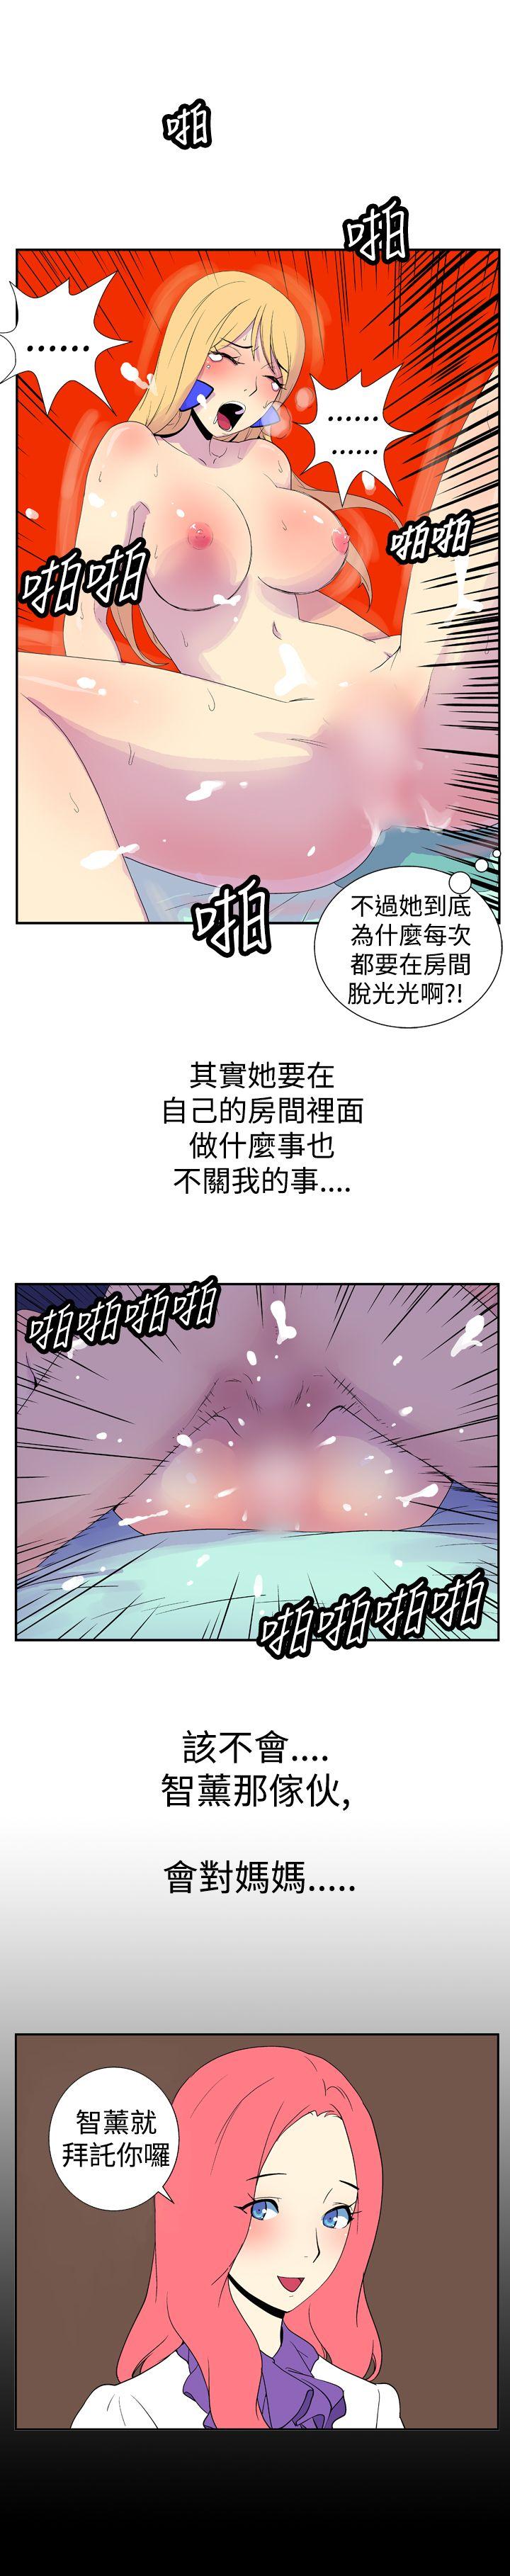 啪
啪
......
......
......
啪啪
啪啪
啪
不過她到底
為什麼每次
都要在房間
脫光光啊?!
其實她要在
自己的房間裡面
做什麼事也
不關我的事....
啪啪啪啪
啪啪啪啪
該不會....
智薰那傢伙,
會對媽媽.....
智薰就
拜託你囉